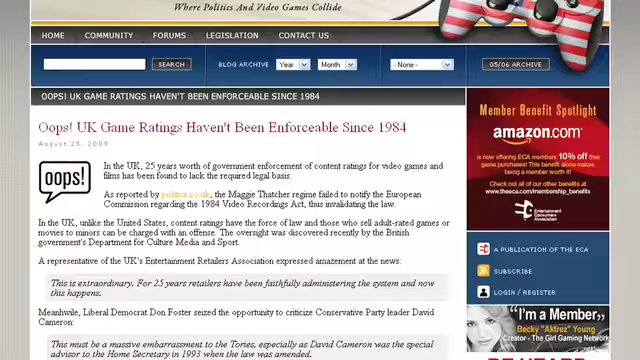 Where Politics And Video Games Collide
HOME COMMUNITY FORUMS LEGISLATION CONTACT US
SEARCH BLOG ARCHIVE Year Month - None - 05/06 ARCHIVE
OOPS! UK GAME RATINGS HAVEN'T BEEN ENFORCEABLE SINCE 1984
Oops! UK Game Ratings Haven't Been Enforceable Since 1984
August 25, 2009
oops!
In the UK, 25 years worth of government enforcement of content ratings for video games and
films has been found to lack the required legal basis.
As reported by politics.co.uk, the Maggie Thatcher regime failed to notify the European
Commission regarding the 1984 Video Recordings Act, thus invalidating the law.
In the UK, unlike the United States, content ratings have the force of law and those who sell adult-rated games or
movies to minors can be charged with an offense. The oversight was discovered recently by the British
government's Department for Culture Media and Sport.
A representative of the UK's Entertainment Retailers Association expressed amazement at the news:
This is extraordinary. For 25 years retailers have been faithfully administering the system and now
this happens.
Meanwhile, Liberal Democrat Don Foster seized the opportunity to criticize Conservative Party leader David
Cameron:
This must be a massive embarrassment to the Tories, especially as David Cameron was the special
advisor to the Home Secretary in 1993 when the law was amended.
Member Benefit Spotlight
amazon.com
is now offering ECA members 10% off their
game purchases! This benefit alone makes
being a member worth it!
Check out all of our other benefits at
www.theeca.com/membership_benefits
Entertainment
Consumers
Association
A PUBLICATION OF THE ECA
SUBSCRIBE
LOGIN / REGISTER
"I'm a Member"
Becky "Aktrez" Young
Creator - The Girl Gaming Network